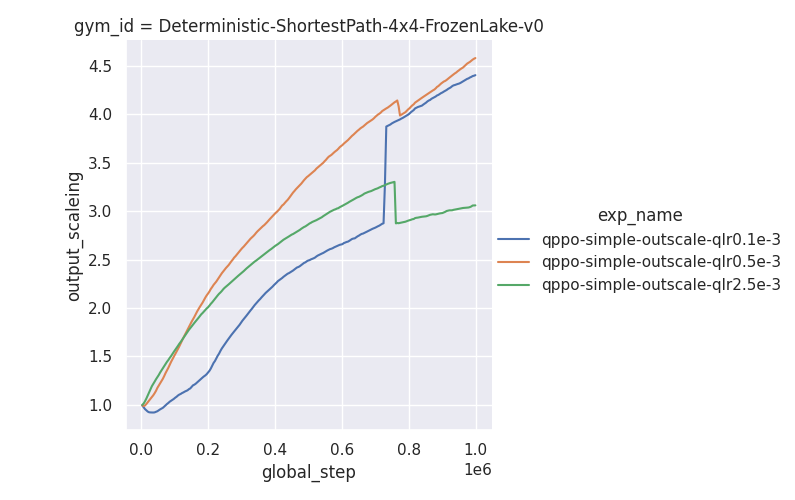 gym_id = Deterministic-ShortestPath-4x4-FrozenLake-v0
output_scaleing
4.5
4.0
3.5
3.0
2.5
2.0
1.5
1.0
0.0 0.2 0.4 0.6 0.8 1.0
1e6
global_step
exp_name
qppo-simple-outscale-qlr0.1e-3
qppo-simple-outscale-qlr0.5e-3
qppo-simple-outscale-qlr2.5e-3